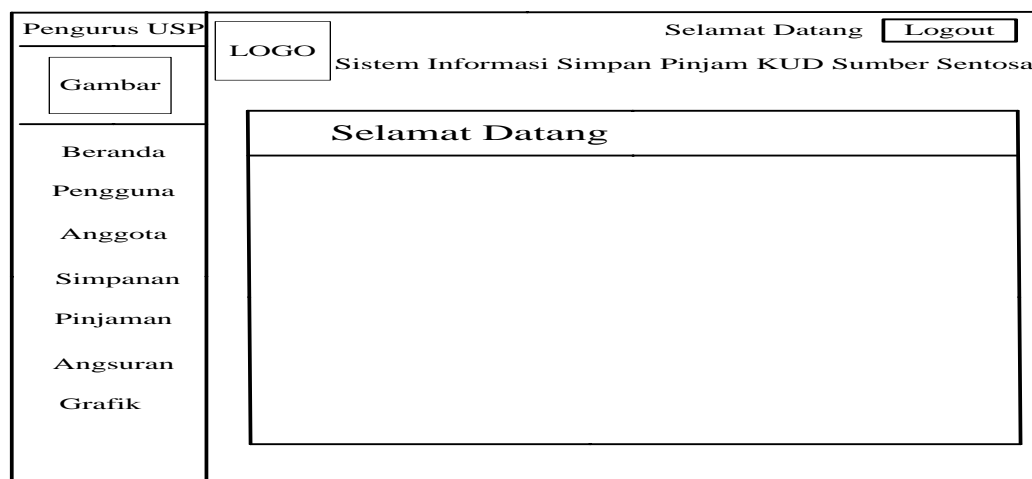 Pengurus USP
Gambar
Beranda
Pengguna
Anggota
Simpanan
Pinjaman
Angsuran
Grafik
LOGO
Selamat Datang
Logout
Sistem Informasi Simpan Pinjam KUD Sumber Sentosa
Selamat Datang